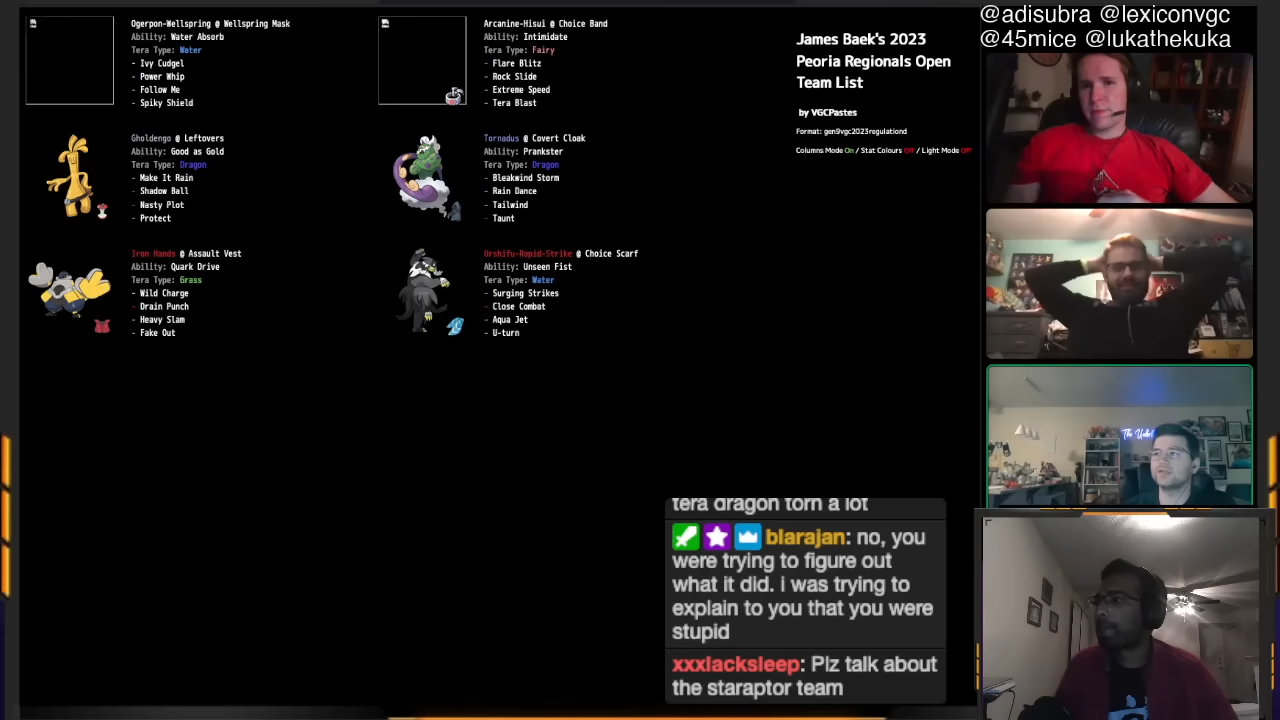 @adisubra @lexiconvgc
@45mice @lukathekuka
Ogerpon-Wellspring @ Wellspring Mask
Ability: Water Absorb
Tera Type: Water
- Ivy Cudgel
- Power Whip
- Follow Me
- Spiky Shield
Arcanine-Hisui @ Choice Band
Ability: Intimidate
Tera Type: Fairy
- Flare Blitz
- Rock Slide
- Extreme Speed
- Tera Blast
James Baek's 2023
Peoria Regionals Open
Team List
by VGCPastes
Format: gen9vgc2023regulationd
Columns Mode On / Stat Colours Off / Light Mode Off
Gholdengo @ Leftovers
Ability: Good as Gold
Tera Type: Dragon
- Make It Rain
- Shadow Ball
- Nasty Plot
- Protect
Tornadus @ Covert Cloak
Ability: Prankster
Tera Type: Dragon
- Bleakwind Storm
- Rain Dance
- Tailwind
- Taunt
Iron Hands @ Assault Vest
Ability: Quark Drive
Tera Type: Grass
- Wild Charge
- Drain Punch
- Heavy Slam
- Fake Out
Urshifu-Rapid-Strike @ Choice Scarf
Ability: Unseen Fist
Tera Type: Water
- Surging Strikes
- Close Combat
- Aqua Jet
- U-turn
tera dragon torn a lot
blarajan: no, you
were trying to figure out
what it did. i was trying to
explain to you that you were
stupid
xxxlacksleep: Plz talk about
the staraptor team